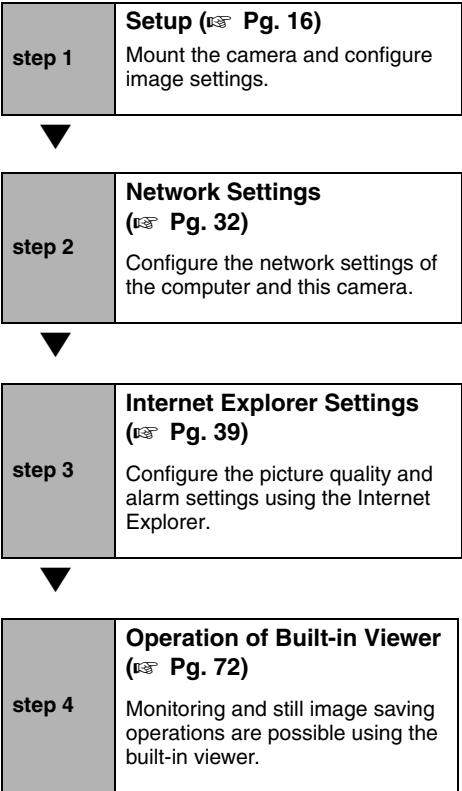 step 1
Setup (☞ Pg. 16)
Mount the camera and configure
image settings.
step 2
Network Settings
(☞ Pg. 32)
Configure the network settings of
the computer and this camera.
step 3
Internet Explorer Settings
(☞ Pg. 39)
Configure the picture quality and
alarm settings using the Internet
Explorer.
step 4
Operation of Built-in Viewer
(☞ Pg. 72)
Monitoring and still image saving
operations are possible using the
built-in viewer.